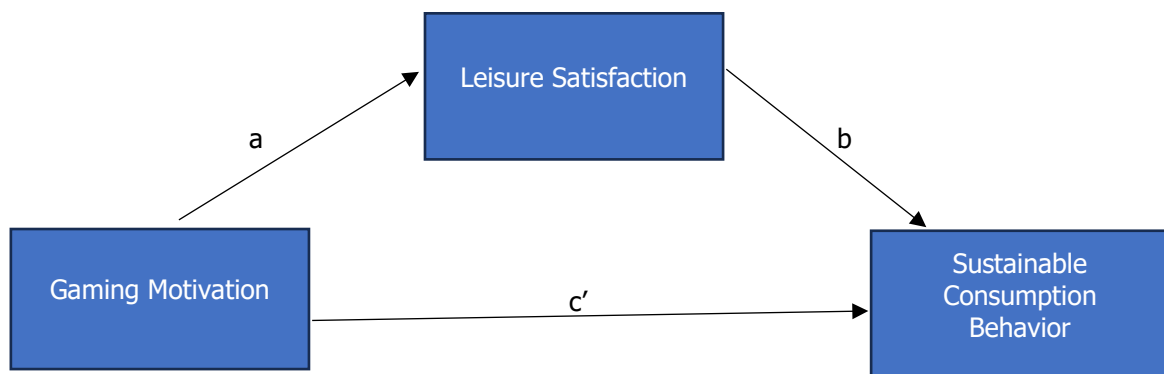 Leisure Satisfaction
a
b
Gaming Motivation
c′
Sustainable
Consumption
Behavior